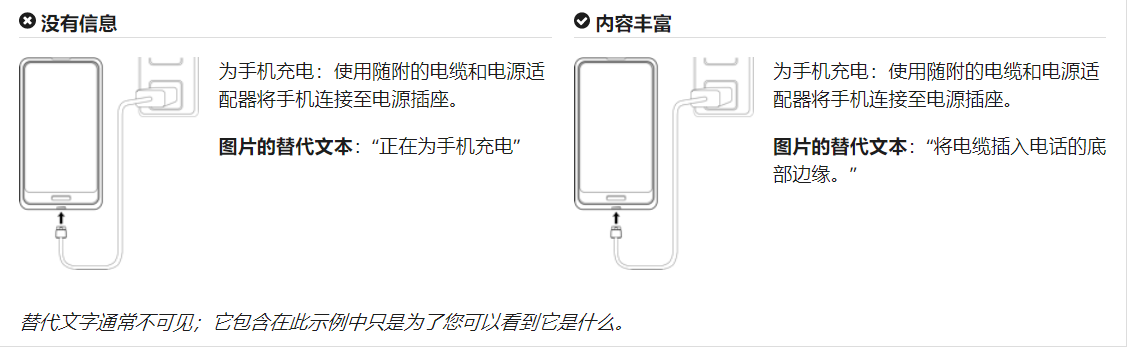 没有信息
为手机充电：使用随附的电缆和电源适
配器将手机连接至电源插座。
图片的替代文本：“正在为手机充电”
内容丰富
为手机充电：使用随附的电缆和电源适
配器将手机连接至电源插座。
图片的替代文本：“将电缆插入电话的底
部边缘。”
替代文字通常不可见；它包含在此示例中只是为了您可以看到它是什么。